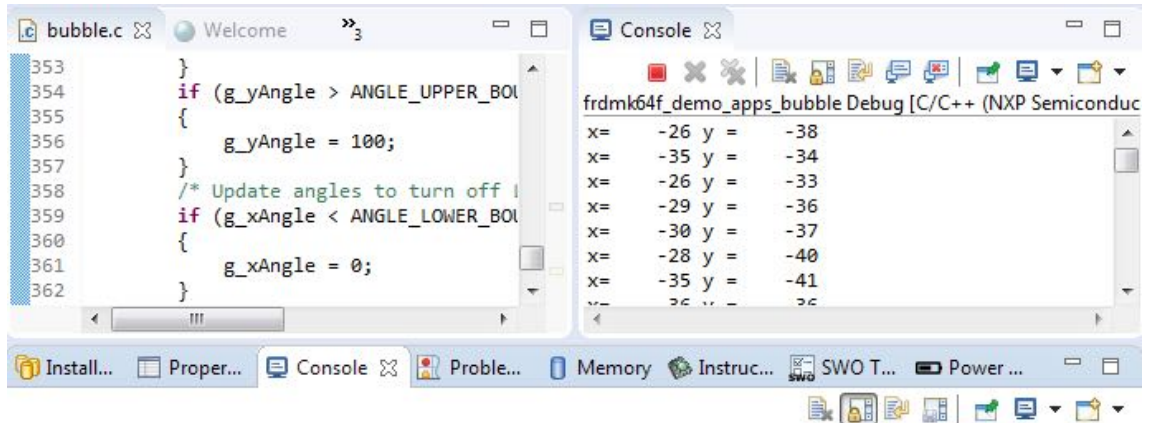 bubble.c Welcome »3
353 }
354 if (g_yAngle > ANGLE_UPPER_BOU
355 {
356 g_yAngle = 100;
357 }
358 /* Update angles to turn off
359 if (g_xAngle < ANGLE_LOWER_BOU
360 {
361 g_xAngle = 0;
362 }
Console
frdmk64f_demo_apps_bubble Debug [C/C++ (NXP Semiconduc
x= -26 y = -38
x= -35 y = -34
x= -26 y = -33
x= -29 y = -36
x= -30 y = -37
x= -28 y = -40
x= -35 y = -41
Install... Proper... Console Proble... Memory Instruc... SWO T... Power ...